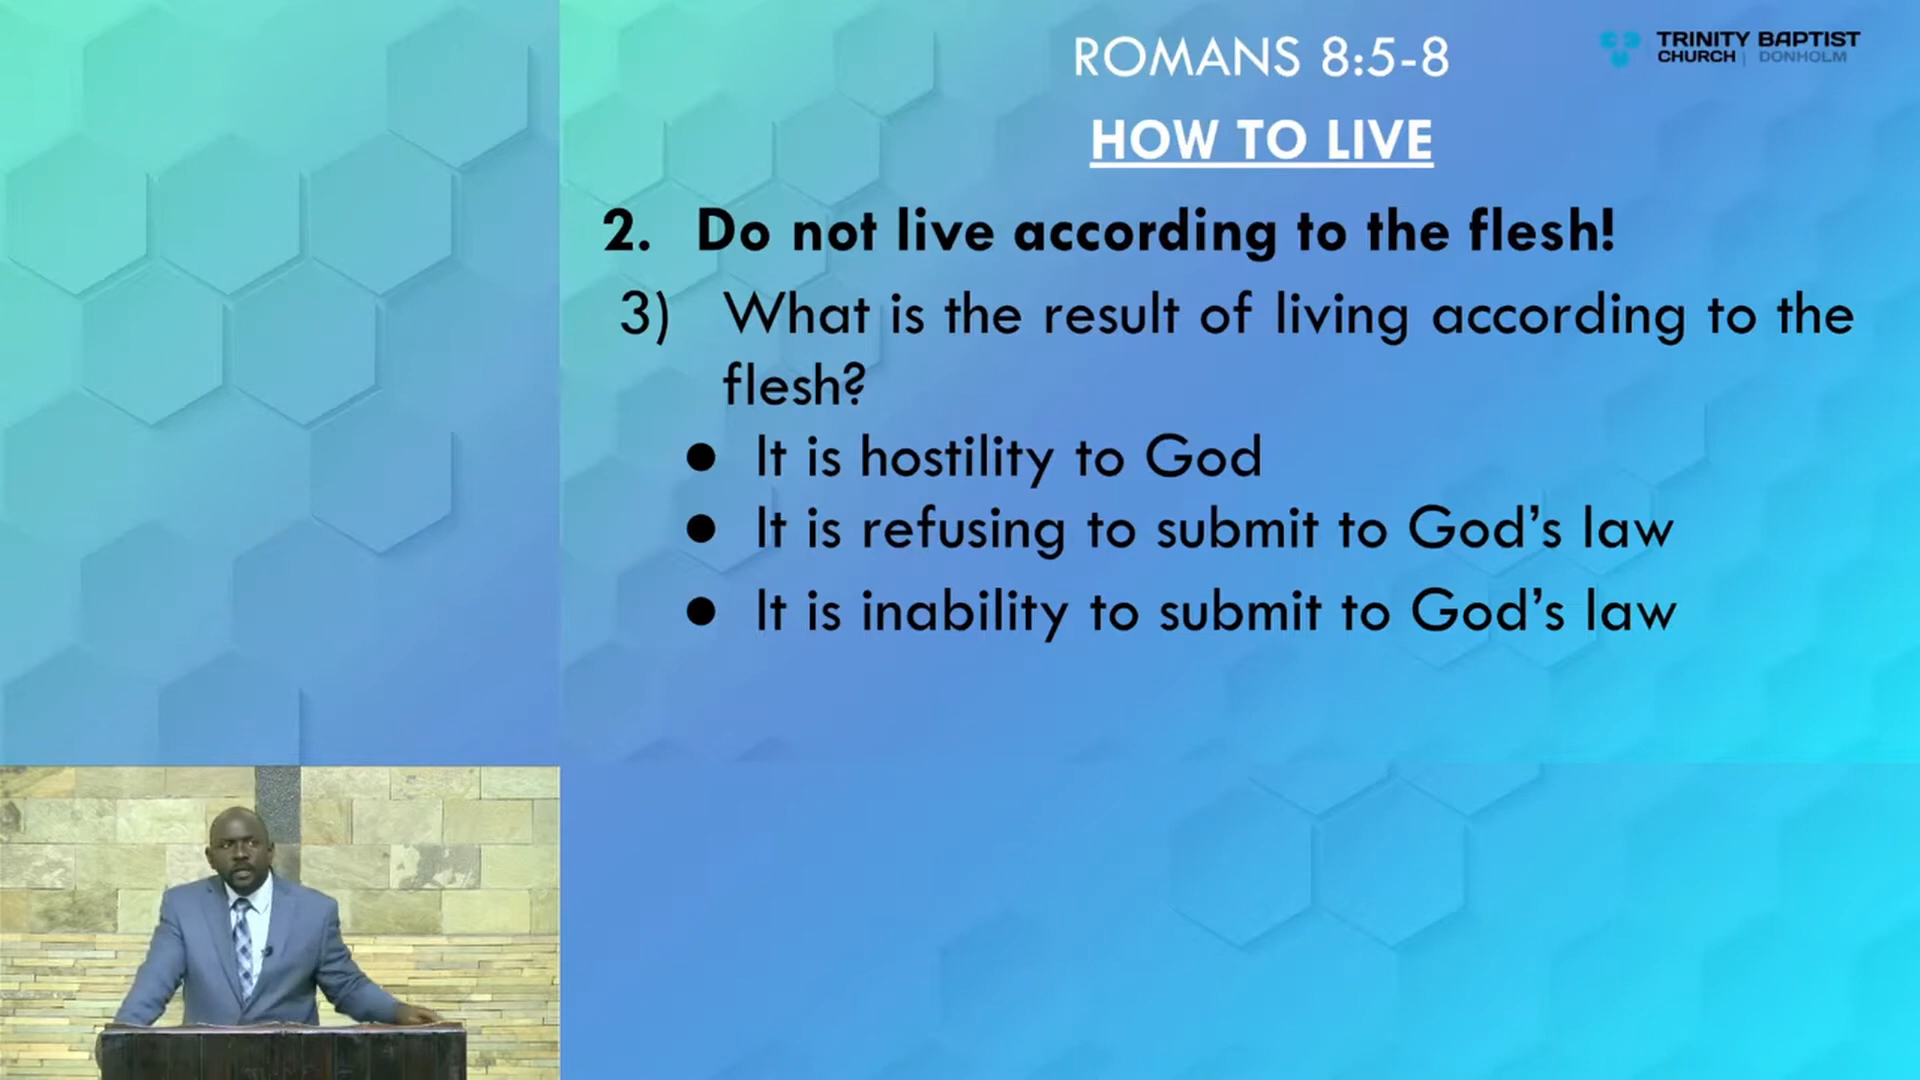 ROMANS 8:5-8
TRINITY BAPTIST
CHURCH | DONHOLM
HOW TO LIVE
2. Do not live according to the flesh!
3) What is the result of living according to the
flesh?
● It is hostility to God
● It is refusing to submit to God’s law
● It is inability to submit to God’s law